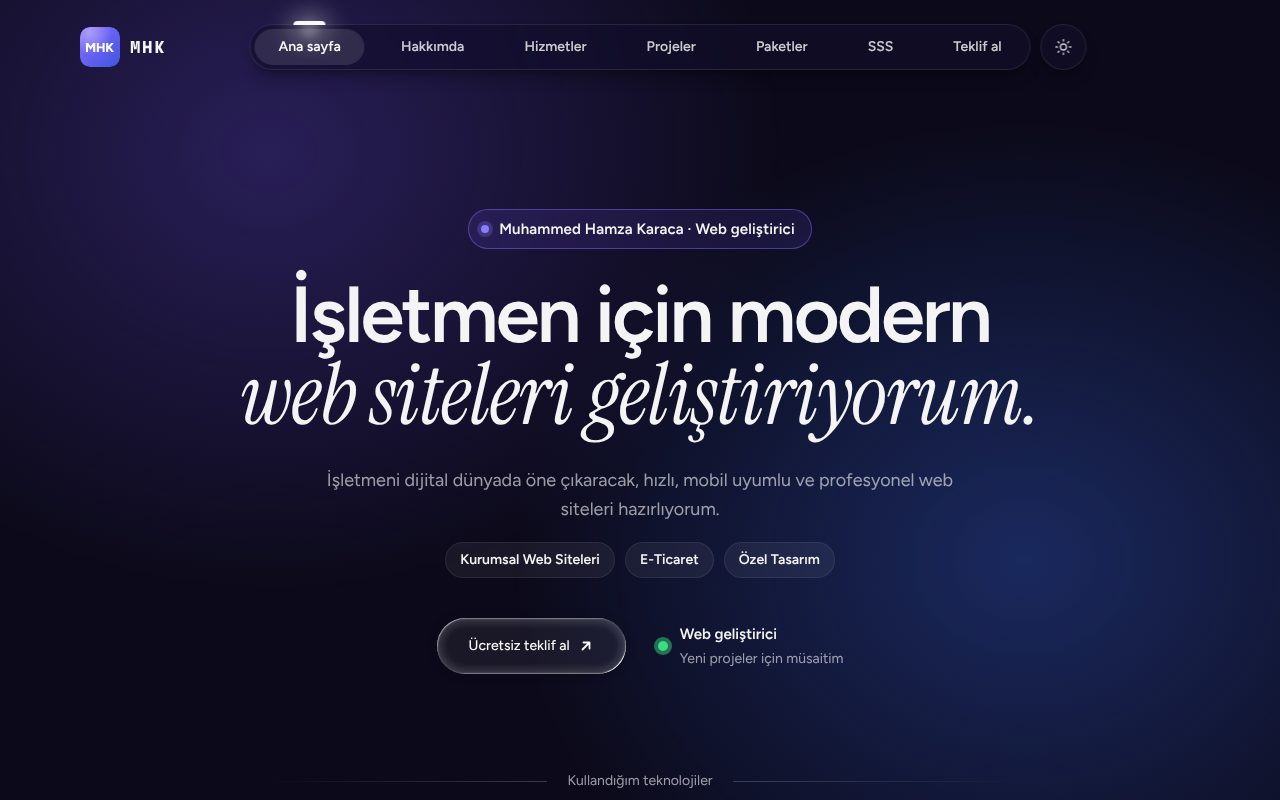 MHK MHK Ana sayfa Hakkımda Hizmetler Projeler Paketler SSS Teklif al
Muhammed Hamza Karaca · Web geliştirici
İşletmen için modern
web siteleri geliştiriyorum.
İşletmeni dijital dünyada öne çıkaracak, hızlı, mobil uyumlu ve profesyonel web
siteleri hazırlıyorum.
Kurumsal Web Siteleri E-Ticaret Özel Tasarım
Ücretsiz teklif al
Web geliştirici
Yeni projeler için müsaitim
Kullandığım teknolojiler